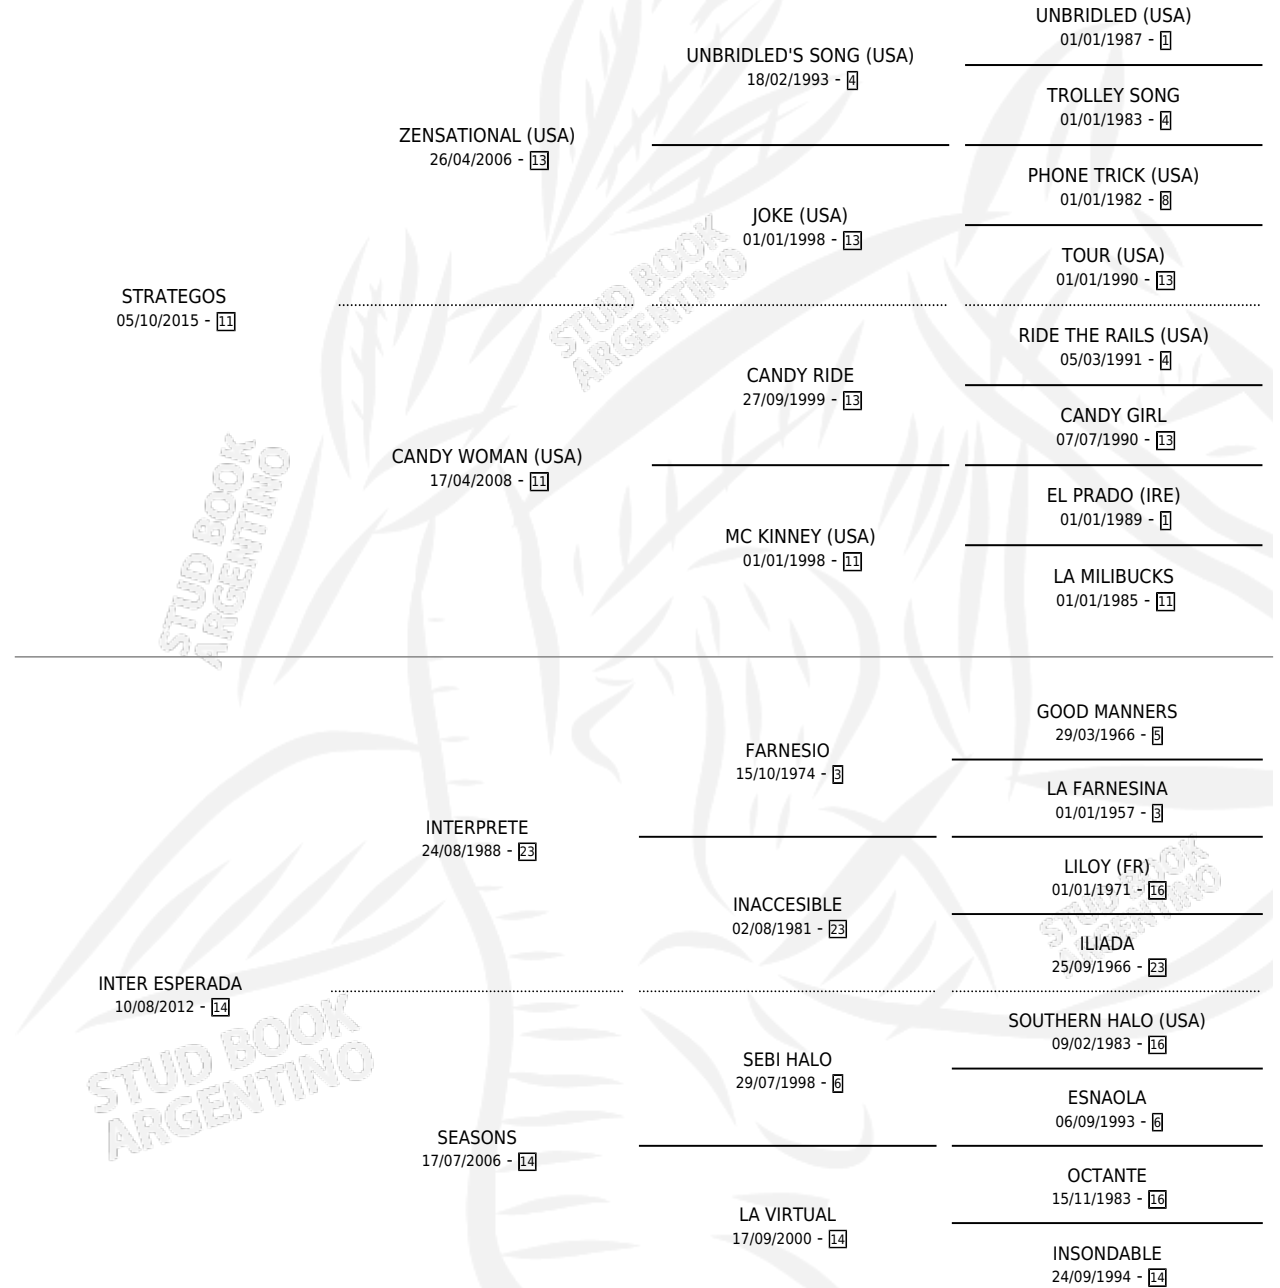 UNBRIDLED (USA)
01/01/1987 - 1
UNBRIDLED'S SONG (USA)
18/02/1993 - 4
TROLLEY SONG
01/01/1983 - 4
ZENSATIONAL (USA)
26/04/2006 - 13
PHONE TRICK (USA)
01/01/1982 - 8
JOKE (USA)
01/01/1998 - 13
TOUR (USA)
01/01/1990 - 13
STRATEGOS
05/10/2015 - 11
RIDE THE RAILS (USA)
05/03/1991 - 4
CANDY RIDE
27/09/1999 - 13
CANDY GIRL
07/07/1990 - 13
CANDY WOMAN (USA)
17/04/2008 - 11
EL PRADO (IRE)
01/01/1989 - 1
MC KINNEY (USA)
01/01/1998 - 11
LA MILIBUCKS
01/01/1985 - 11
GOOD MANNERS
29/03/1966 - 5
FARNESIO
15/10/1974 - 3
LA FARNESINA
01/01/1957 - 3
INTERPRETE
24/08/1988 - 23
LILOY (FR)
01/01/1971 - 16
INACCESIBLE
02/08/1981 - 23
ILIADA
25/09/1966 - 23
INTER ESPERADA
10/08/2012 - 14
SOUTHERN HALO (USA)
09/02/1983 - 16
SEBI HALO
29/07/1998 - 6
ESNAOLA
06/09/1993 - 6
SEASONS
17/07/2006 - 14
OCTANTE
15/11/1983 - 16
LA VIRTUAL
17/09/2000 - 14
INSONDABLE
24/09/1994 - 14
STUD BOOK
ARGENTINO
STUD BOOK
ARGENTINO
STUD BOOK
ARGENTINO
STUD BOOK
ARGENTINO